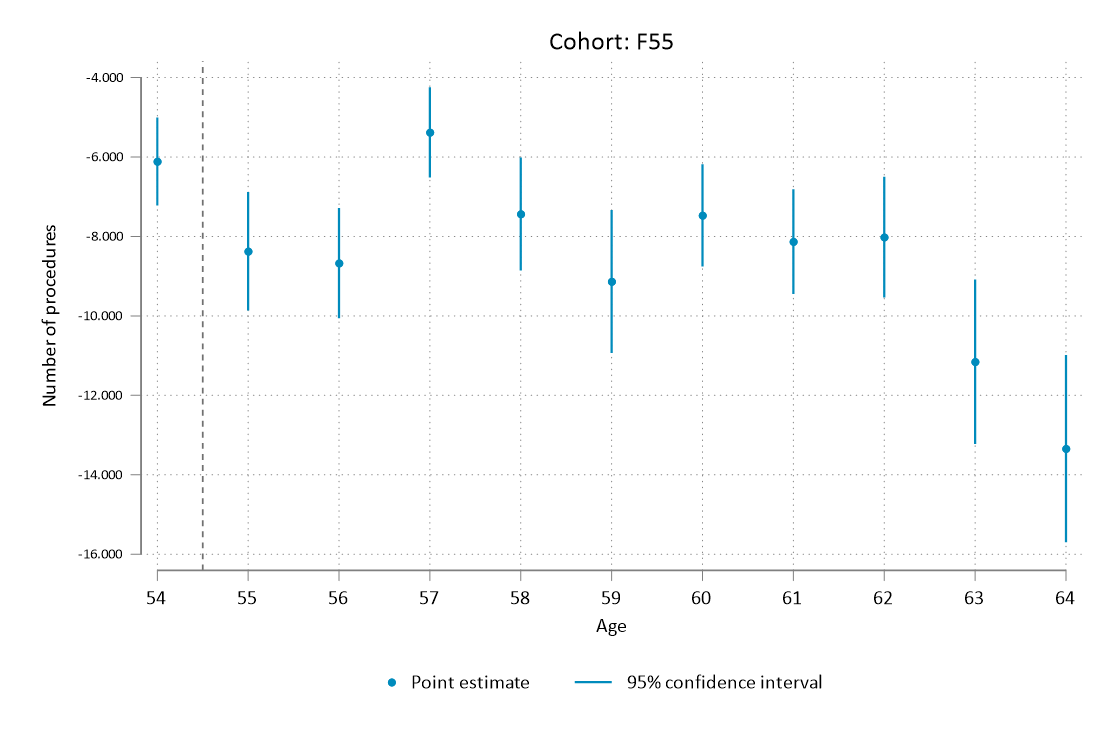 Cohort: F55
-4.000
-6.000
-8.000
-10.000
-12.000
-14.000
-16.000
Number of procedures
54 55 56 57 58 59 60 61 62 63 64
Age
Point estimate 95% confidence interval